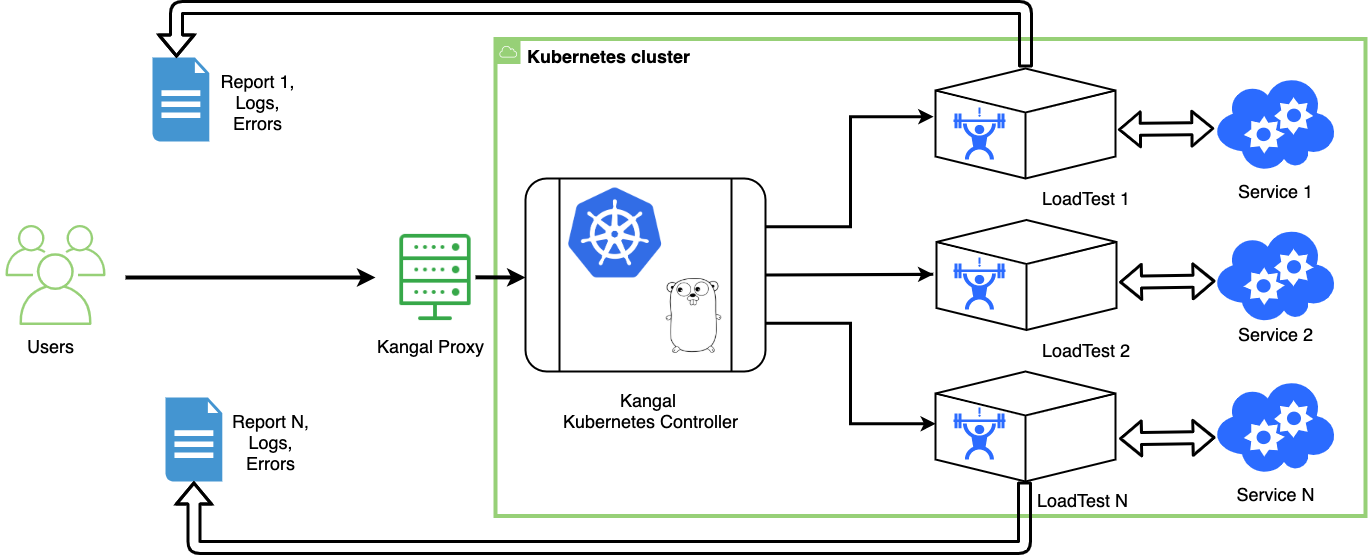 Kubernetes cluster
Report 1,
Logs,
Errors
LoadTest 1
Service 1
Users
Kangal Proxy
Kangal
Kubernetes Controller
LoadTest 2
Service 2
Report N,
Logs,
Errors
LoadTest N
Service N